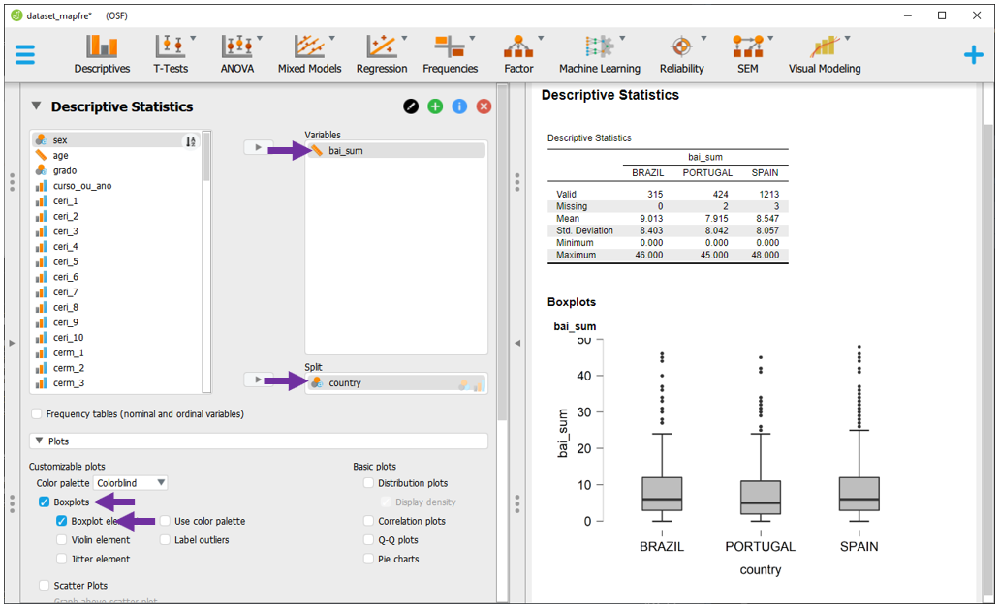 dataset_mapfre* (OSF)
Descriptives T-Tests ANOVA Mixed Models Regression Frequencies Factor Machine Learning Reliability SEM Visual Modeling
Descriptive Statistics
sex
age
grado
curso_ou_ano
ceri_1
ceri_2
ceri_3
ceri_4
ceri_5
ceri_6
ceri_7
ceri_8
ceri_9
ceri_10
cerm_1
cerm_2
cerm_3
Variables
bai_sum
Split
country
Frequency tables (nominal and ordinal variables)
Plots
Customizable plots
Color palette Colorblind
Boxplots
Boxplot
Use color palette
Violin element
Label outliers
Jitter element
Scatter Plots
Graph above scatter plot
Basic plots
Distribution plots
Display density
Correlation plots
Q-Q plots
Pie charts
Descriptive Statistics
Descriptive Statistics
bai_sum
BRAZIL PORTUGAL SPAIN
Valid 315 424 1213
Missing 0 2 3
Mean 9.013 7.915 8.547
Std. Deviation 8.403 8.042 8.057
Minimum 0.000 0.000 0.000
Maximum 46.000 45.000 48.000
Boxplots
bai_sum
50
40
30
20
10
0
bai_sum
BRAZIL PORTUGAL SPAIN
country